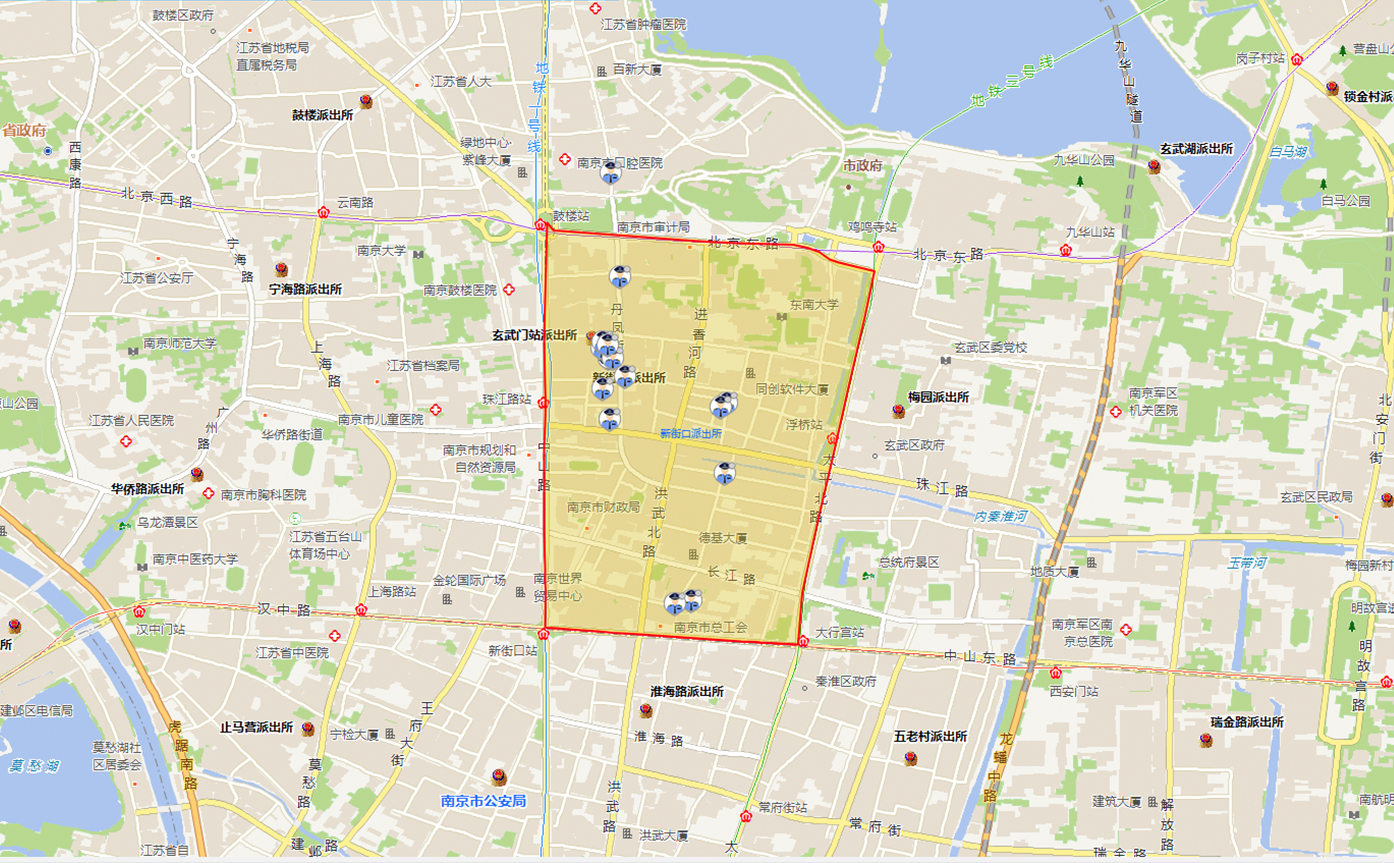 鼓楼区政府
江苏省肿瘤医院
江苏省地税局
直属税务局
百新大厦
地铁一号线
江苏省人大
地铁三号线
九华山隧道
岗子村站
营盘山公
锁金村派
鼓楼派出所
省政府
西康路
绿地中心·
紫峰大厦
南京市口腔医院
市政府
九华山公园
玄武湖派出所
白马湖
白马公园
北京西路
云南路
鼓楼站
南京市审计局
北京东路
鸡鸣寺站
北京东路
九华山站
宁海路
南京大学
江苏省公安厅
宁海路派出所
南京鼓楼医院
丹凤街
进香河路
东南大学
玄武门站派出所
南京师范大学
上海路
江苏省档案局
新街口派出所
玄武区委党校
同创软件大厦
梅园派出所
南京军区
机关医院
山公园
江苏省人民医院
广州路
华侨路街道
南京市儿童医院
珠江路站
新街口派出所
浮桥站
玄武区政府
北安门街
中山路
南京市规划和
自然资源局
太平北路
珠江路
华侨路派出所
南京市胸科医院
南京市财政局
洪武北路
玄武区民政局
乌龙潭景区
内秦淮河
江苏省五台山
体育场中心
德基大厦
南京中医药大学
总统府景区
地质大厦
玉带河
梅园新村
长江路
金轮国际广场
南京世界
贸易中心
上海路站
汉中路
汉中门站
南京市总工会
大行宫站
南京军区南
京总医院
明故宫
所
江苏省中医院
新街口站
中山东路
明故宫路
西安门站
淮海路派出所
秦淮区政府
建邺区电信局
王府大街
虎踞南路
止马营派出所
宁检大厦
淮海路
五老村派出所
龙蟠中路
瑞金路派出所
莫愁湖社
区居委会
莫愁湖
莫愁路
南京市公安局
洪武路
常府街站
建筑大厦
解放路
南航明
常府街
洪武大厦
建邺路
江苏省自
太
瑞金路